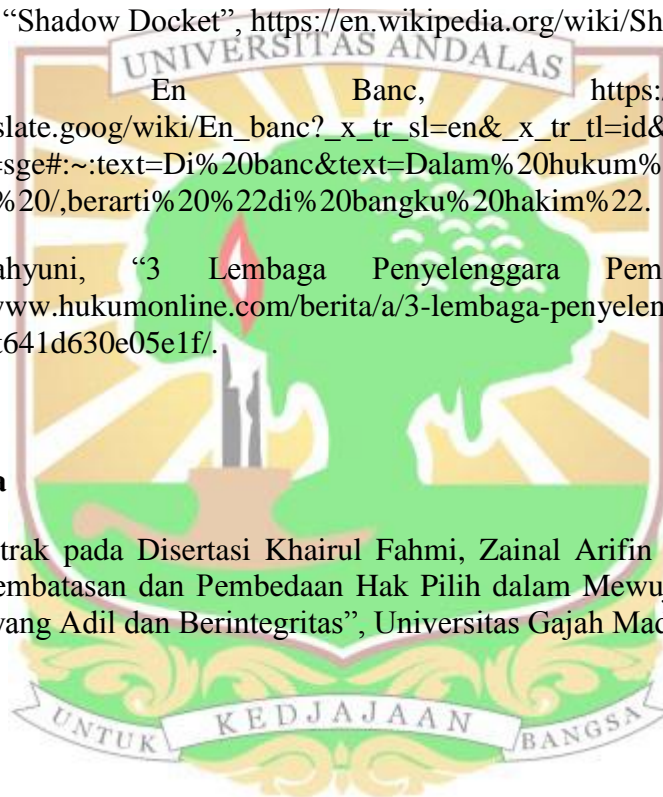 “Shadow Docket”, https://en.wikipedia.org/wiki/Sh
UNIVERSITAS ANDALAS
En Banc, https:
slate.goog/wiki/En_banc?_x_tr_sl=en&_x_tr_tl=id&
=sge#:~:text=Di%20banc&text=Dalam%20hukum%
%20/,berarti%20%22di%20bangku%20hakim%22.
ahyuni, “3 Lembaga Penyelenggara Pem
ww.hukumonline.com/berita/a/3-lembaga-penyelen
t641d630e05e1f/.
a
trak pada Disertasi Khairul Fahmi, Zainal Arifin
embatasan dan Pembedaan Hak Pilih dalam Mewu
yang Adil dan Berintegritas”, Universitas Gajah Mad
UNTUK KEDJAJAAN BANGSA